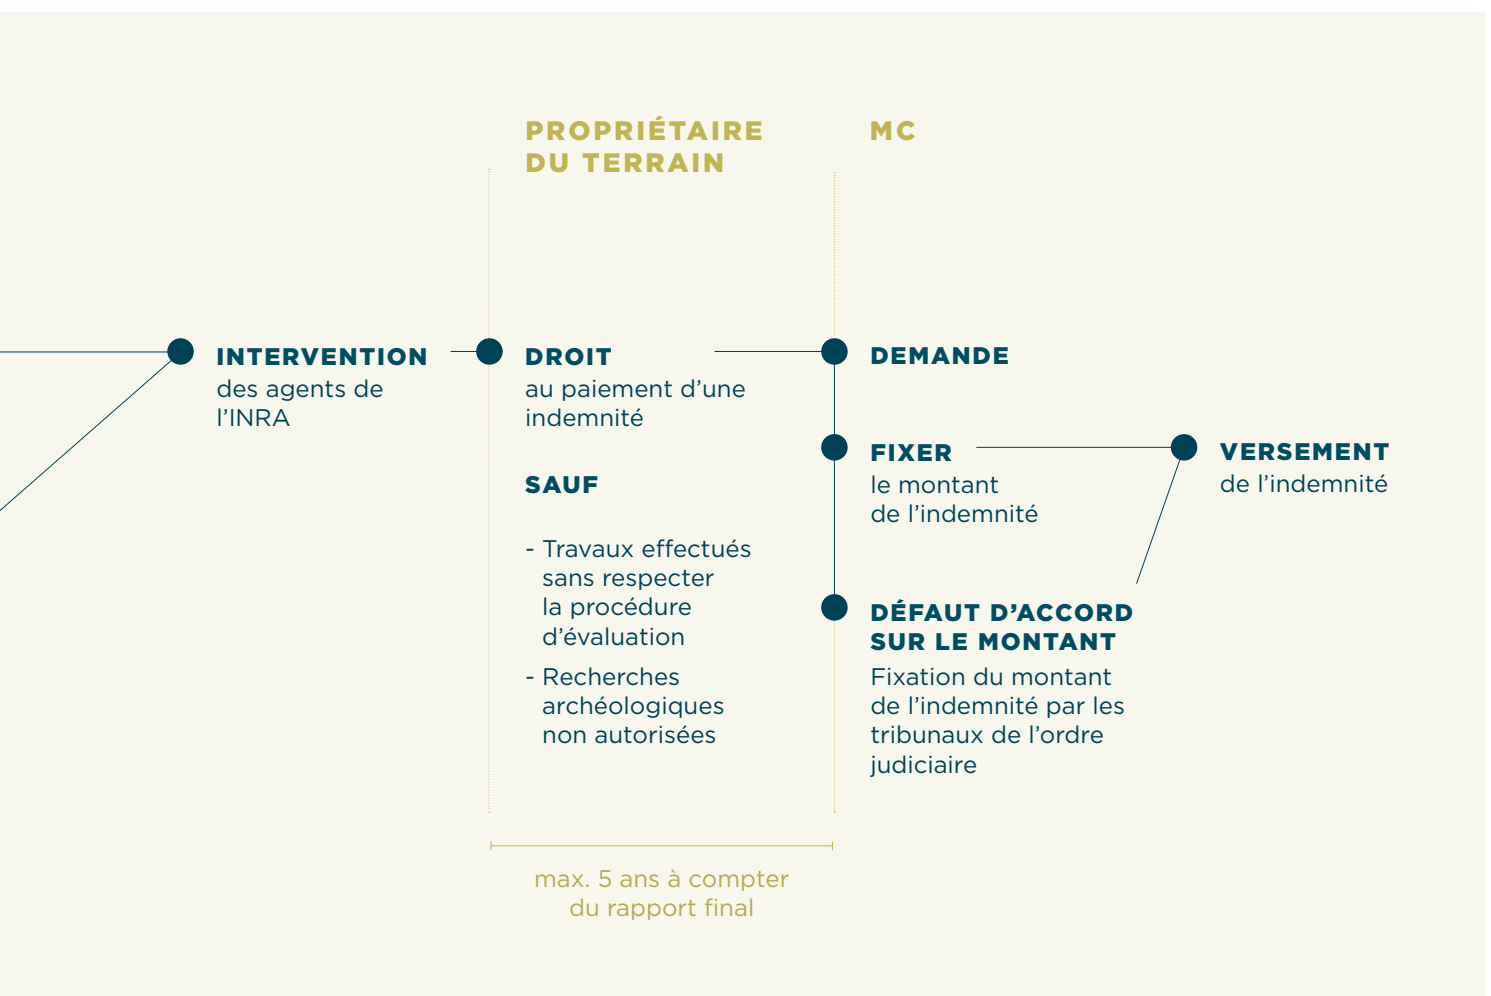 PROPRIÉTAIRE
DU TERRAIN
MC
INTERVENTION
des agents de
l’INRA
DROIT
au paiement d’une
indemnité
SAUF
- Travaux effectués
sans respecter
la procédure
d’évaluation
- Recherches
archéologiques
non autorisées
DEMANDE
FIXER
le montant
de l’indemnité
DÉFAUT D’ACCORD
SUR LE MONTANT
Fixation du montant
de l’indemnité par les
tribunaux de l’ordre
judiciaire
VERSEMENT
de l’indemnité
max. 5 ans à compter
du rapport final